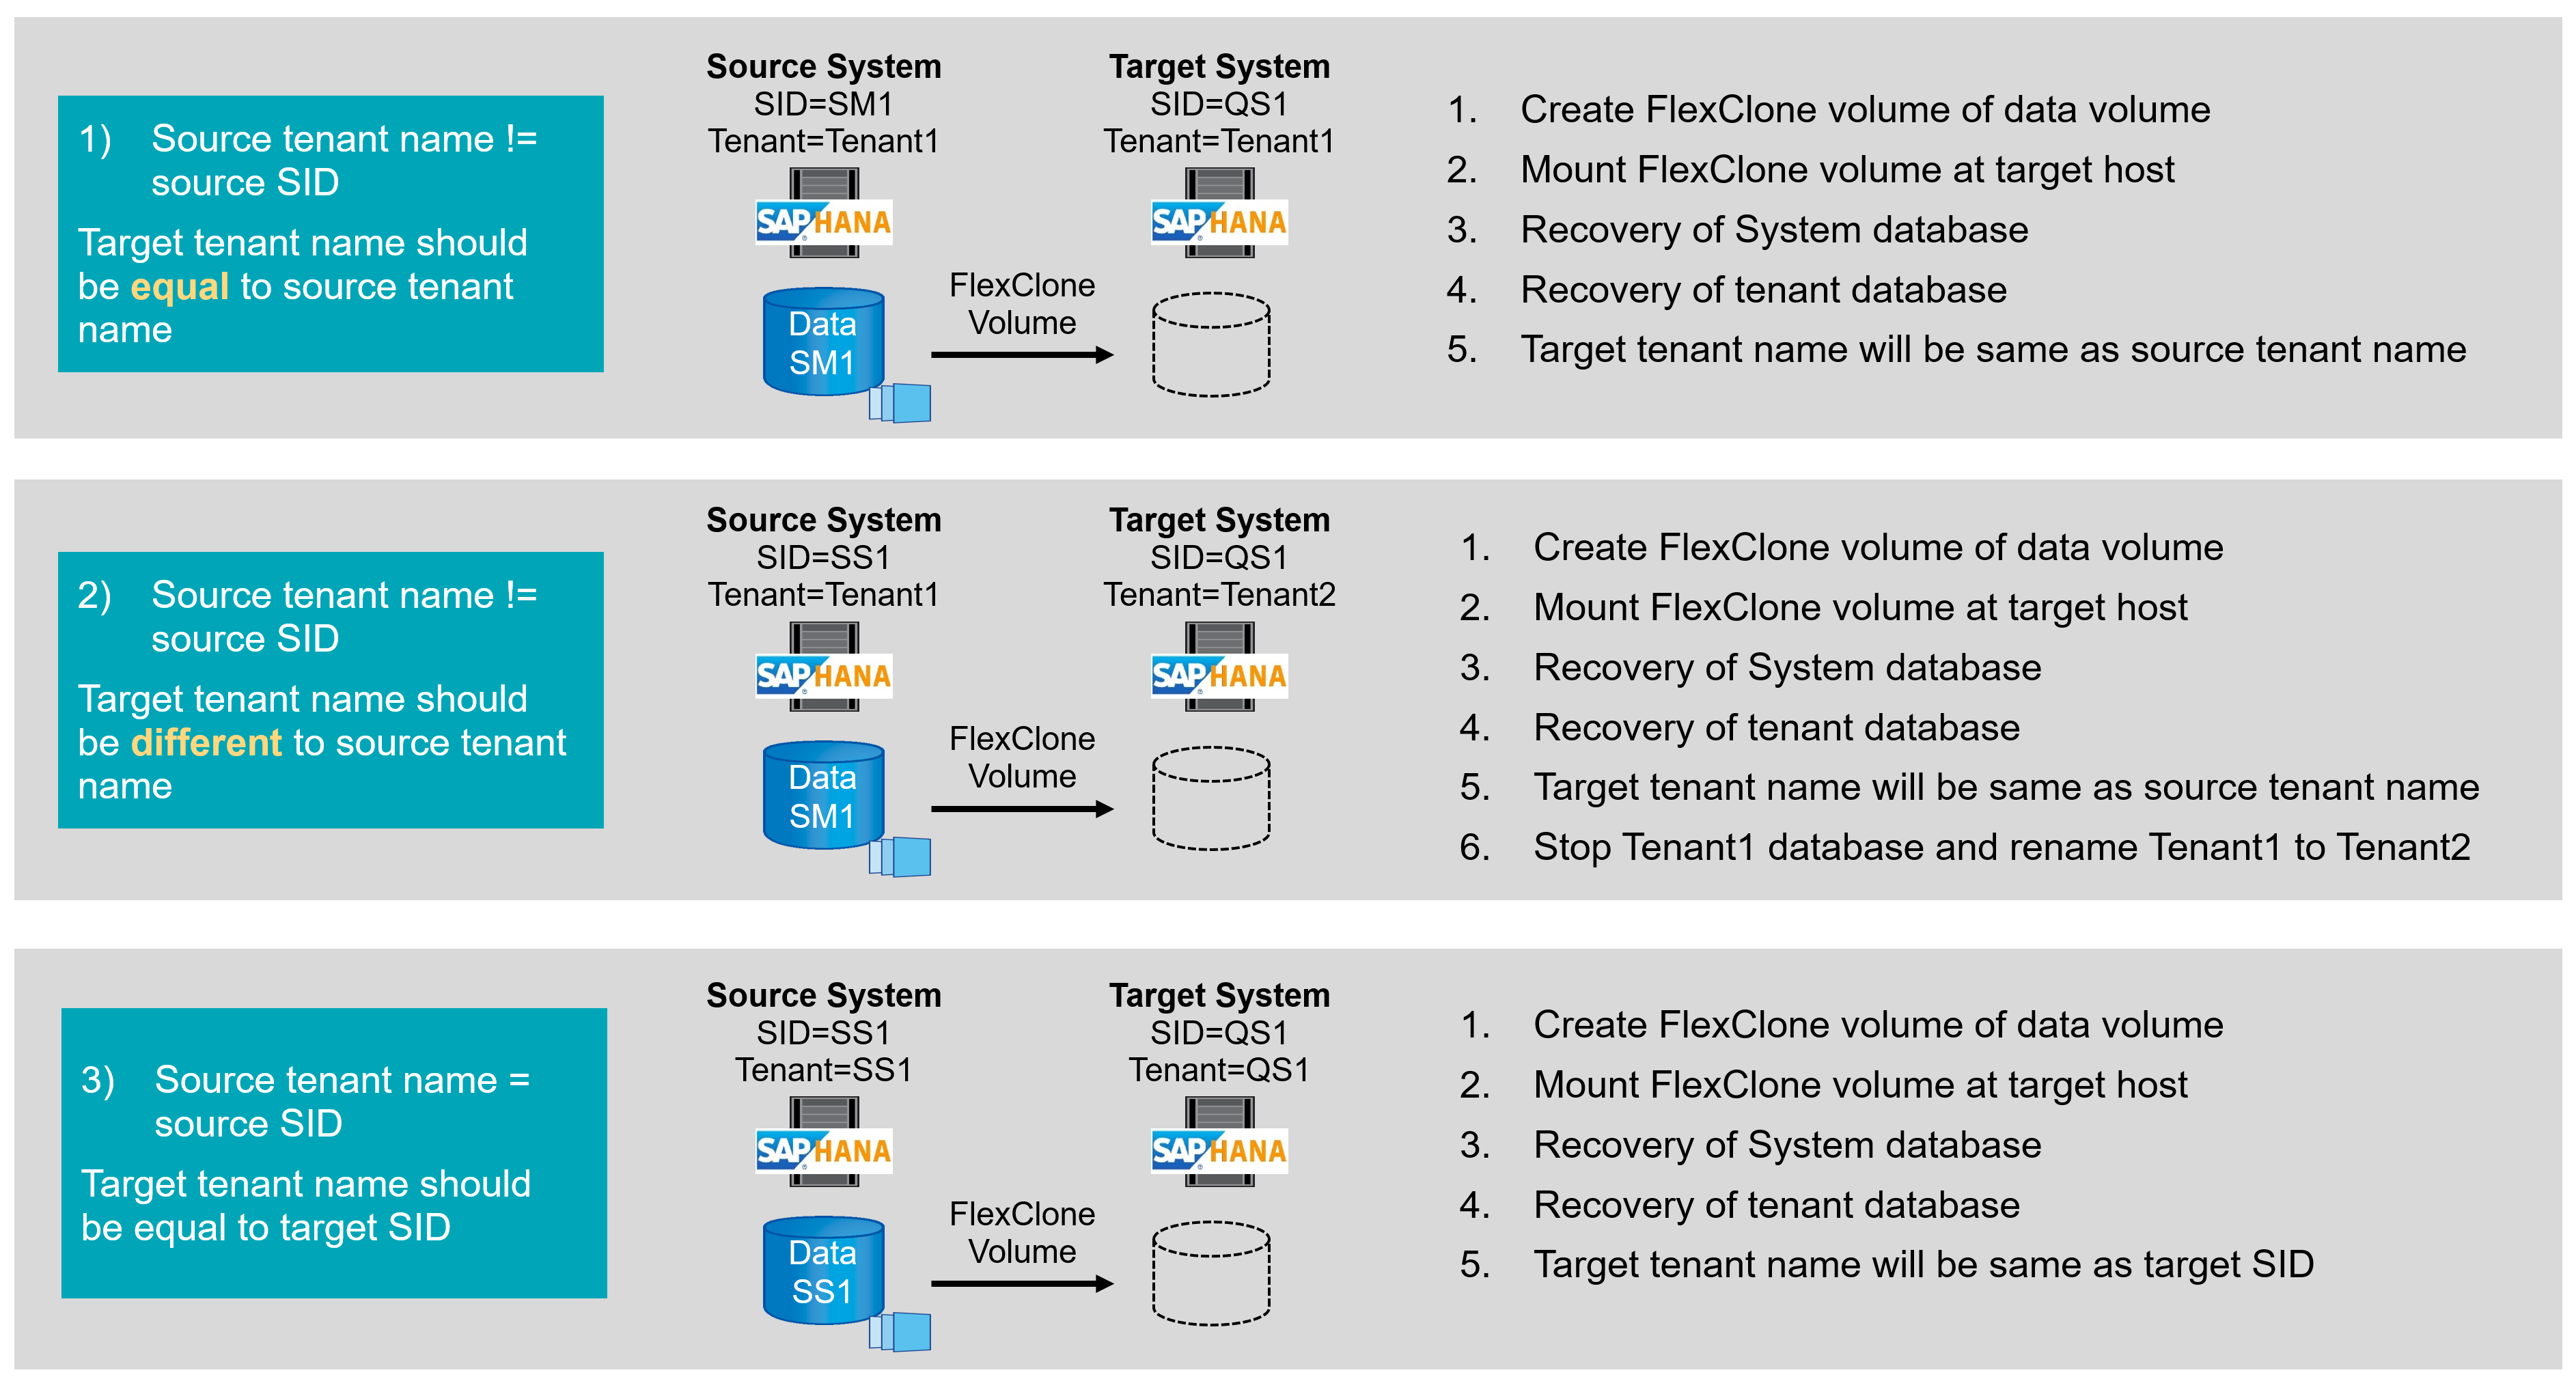 1) Source tenant name !=
source SID
Target tenant name should
be equal to source tenant
name
Source System
SID=SM1
Tenant=Tenant1
SAP HANA
Data
SM1
FlexClone
Volume
Target System
SID=QS1
Tenant=Tenant1
SAP HANA
1. Create FlexClone volume of data volume
2. Mount FlexClone volume at target host
3. Recovery of System database
4. Recovery of tenant database
5. Target tenant name will be same as source tenant name
2) Source tenant name !=
source SID
Target tenant name should
be different to source tenant
name
Source System
SID=SS1
Tenant=Tenant1
SAP HANA
Data
SM1
FlexClone
Volume
Target System
SID=QS1
Tenant=Tenant2
SAP HANA
1. Create FlexClone volume of data volume
2. Mount FlexClone volume at target host
3. Recovery of System database
4. Recovery of tenant database
5. Target tenant name will be same as source tenant name
6. Stop Tenant1 database and rename Tenant1 to Tenant2
3) Source tenant name =
source SID
Target tenant name should
be equal to target SID
Source System
SID=SS1
Tenant=SS1
SAP HANA
Data
SS1
FlexClone
Volume
Target System
SID=QS1
Tenant=QS1
SAP HANA
1. Create FlexClone volume of data volume
2. Mount FlexClone volume at target host
3. Recovery of System database
4. Recovery of tenant database
5. Target tenant name will be same as target SID